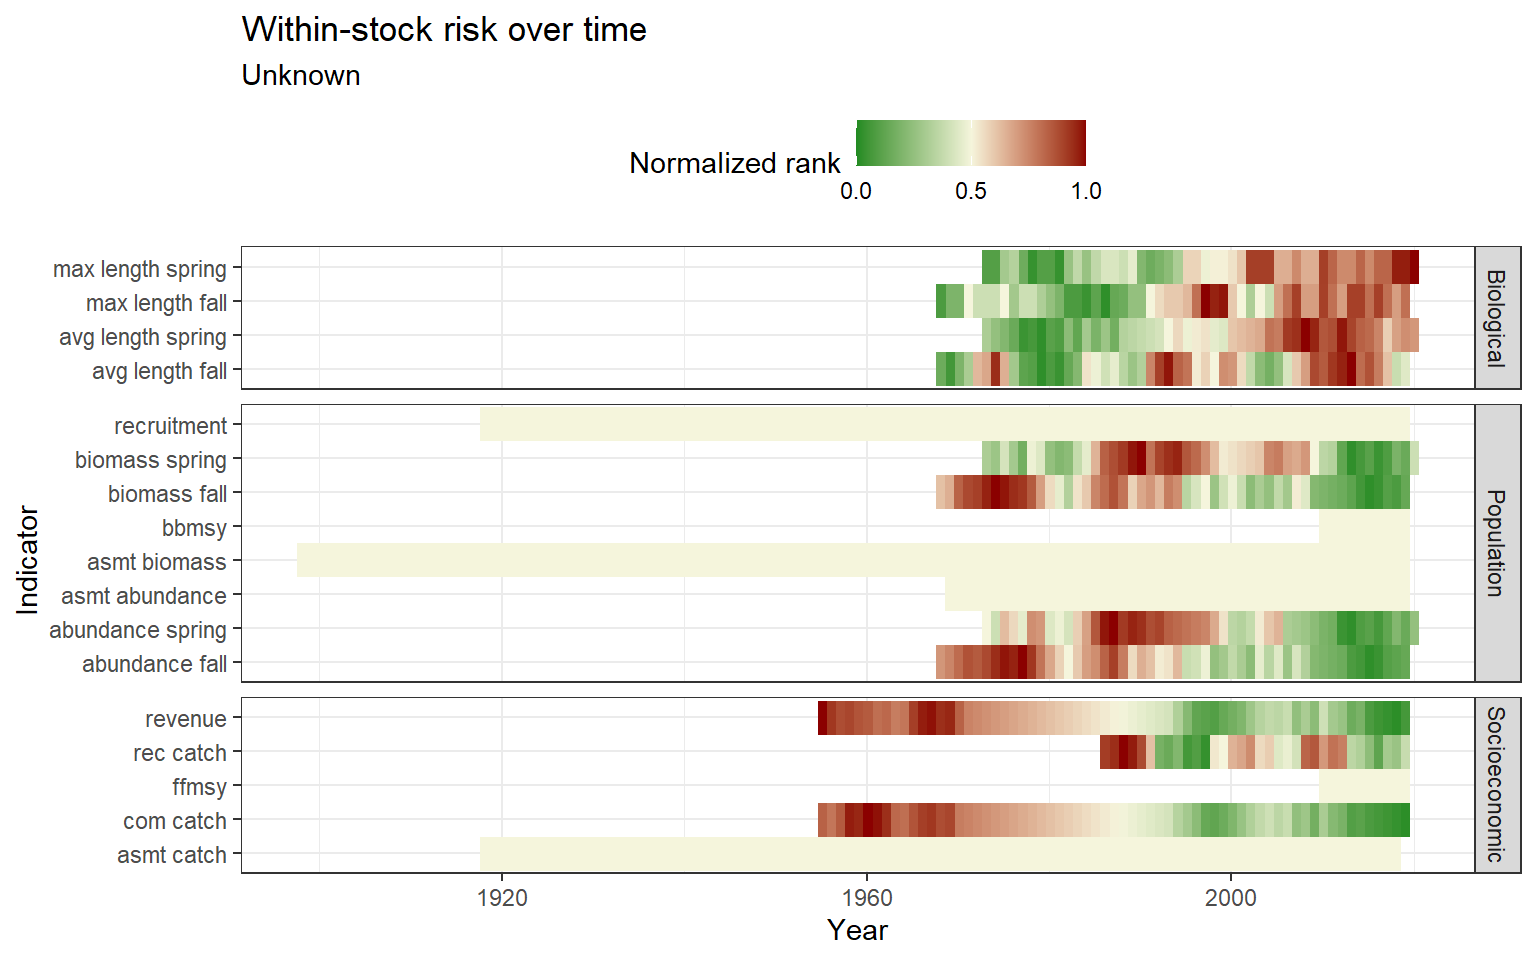 Within-stock risk over time
Unknown
Normalized rank
0.0 0.5 1.0
max length spring
max length fall
avg length spring
avg length fall
Biological
recruitment
biomass spring
biomass fall
bbmsy
asmt biomass
asmt abundance
abundance spring
abundance fall
Population
revenue
rec catch
ffmsy
com catch
asmt catch
Socioeconomic
Indicator
1920 1960 2000
Year